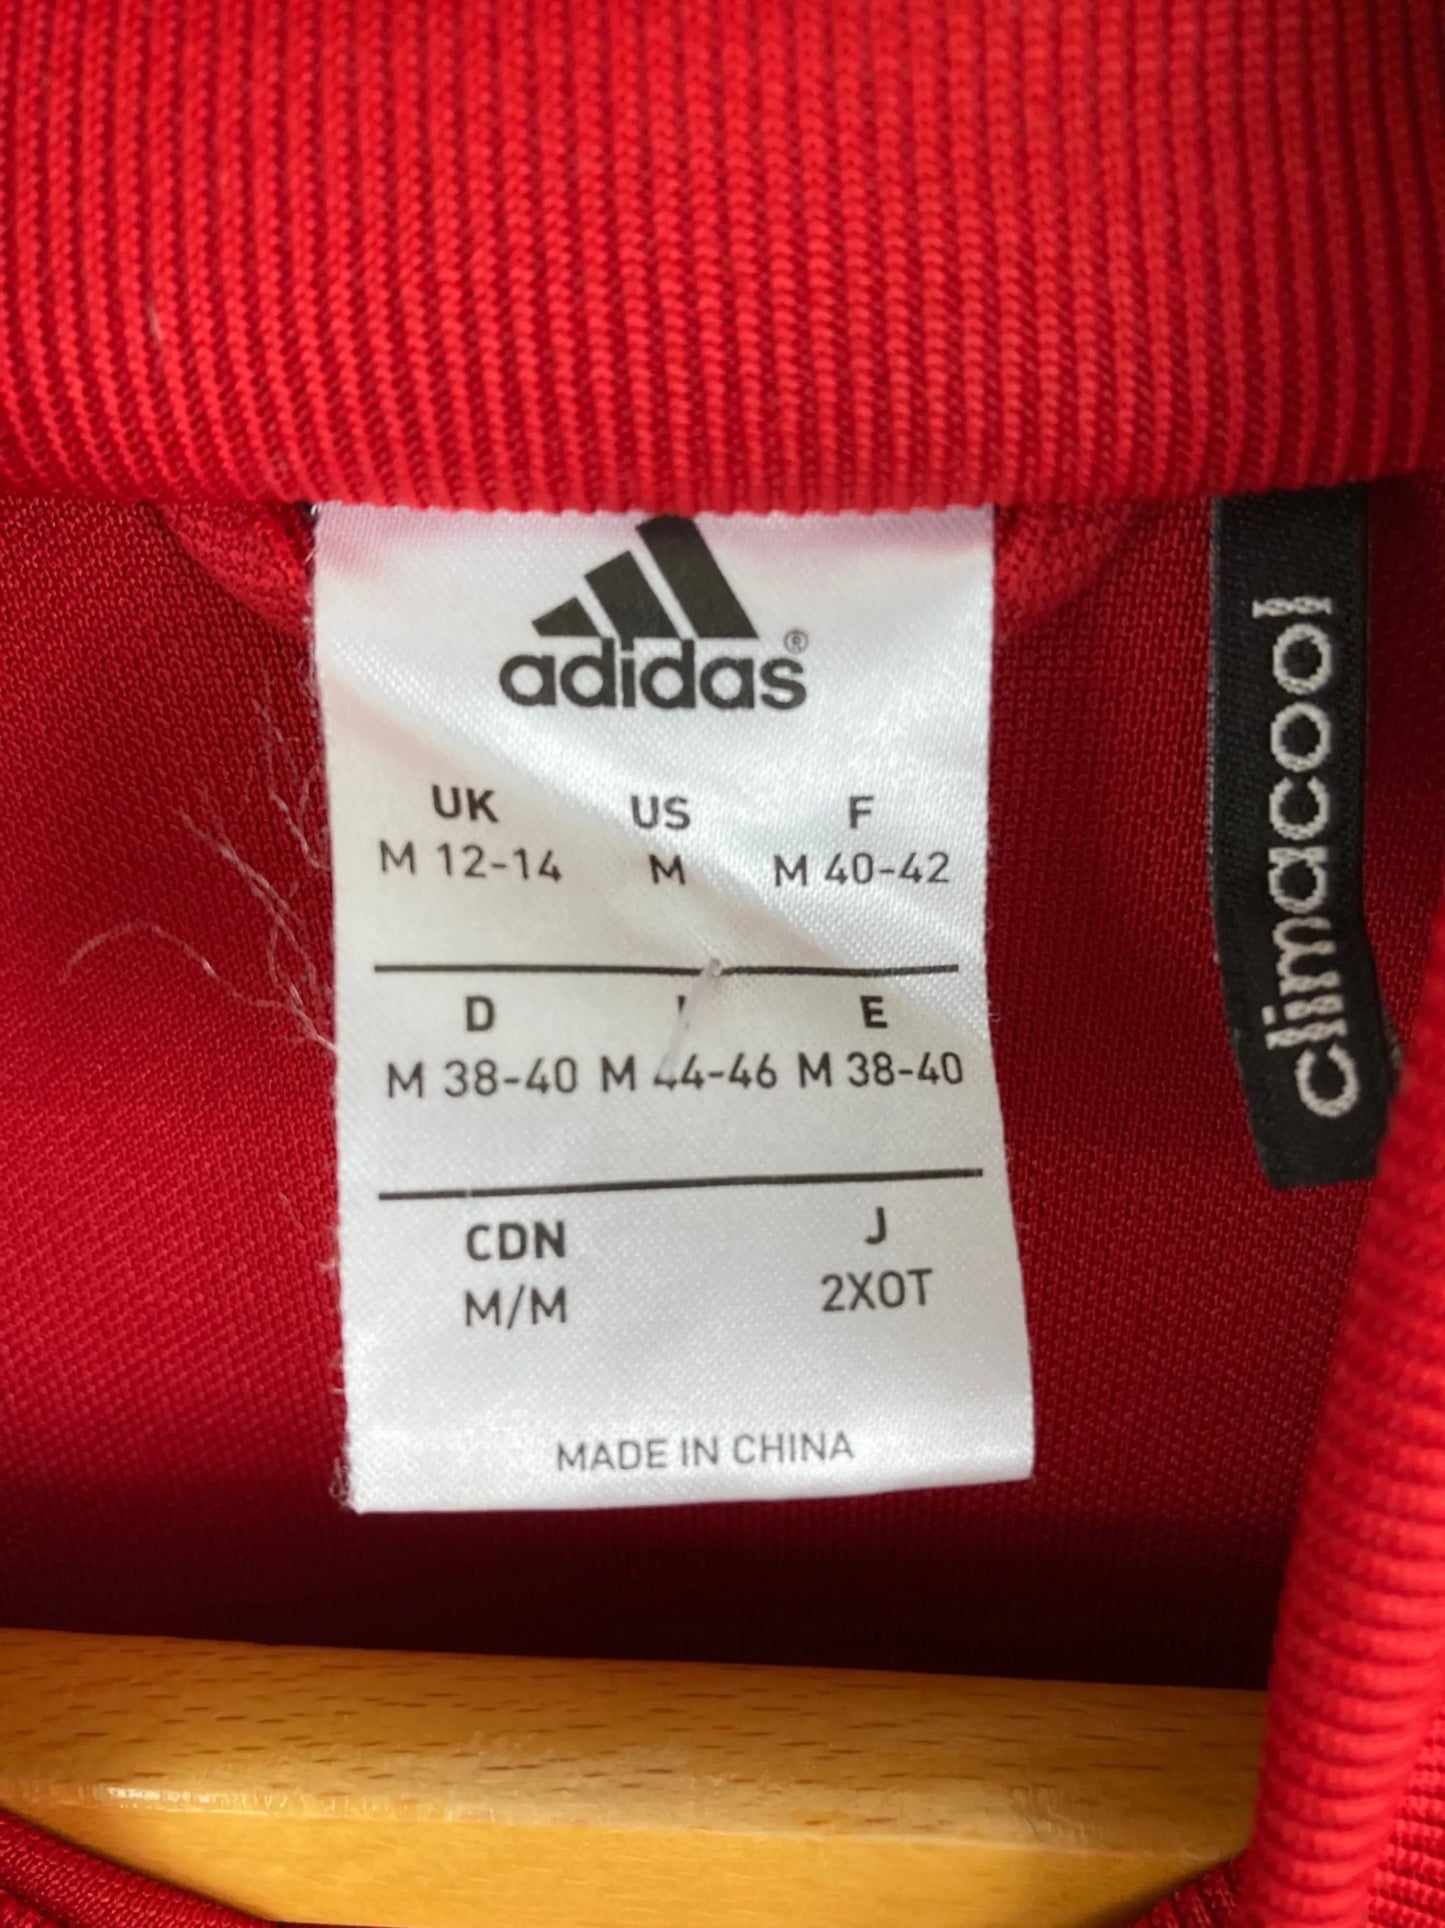 adidas®
UK US F
M 12-14 M M 40-42
D I E
M 38-40 M 44-46 M 38-40
CDN J
M/M 2XOT
MADE IN CHINA
climacool